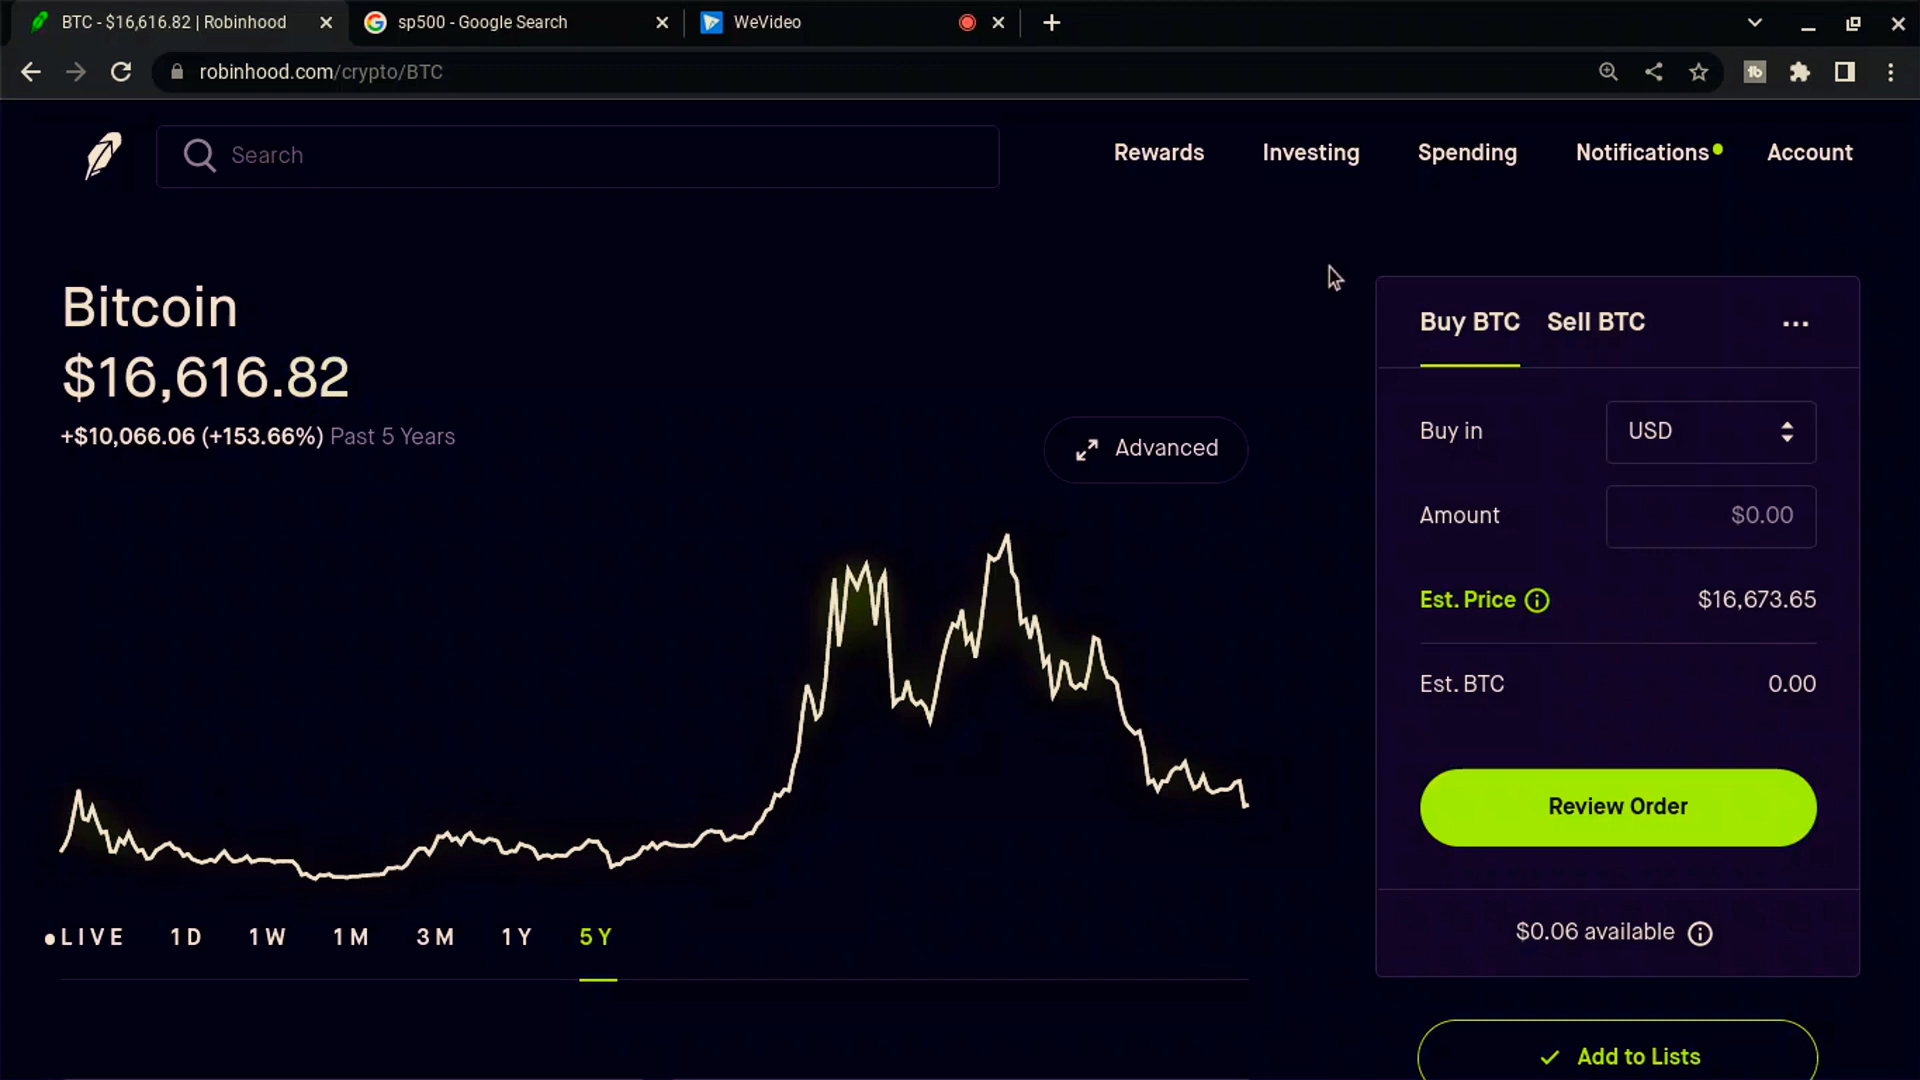 BTC - $16,616.82 | Robinhood
sp500 - Google Search
WeVideo
robinhood.com/crypto/BTC
Search
Rewards
Investing
Spending
Notifications
Account
Bitcoin
$16,616.82
+$10,066.06 (+153.66%) Past 5 Years
Advanced
LIVE
1D
1W
1M
3M
1Y
5Y
Buy BTC
Sell BTC
Buy in
USD
Amount
$0.00
Est. Price
$16,673.65
Est. BTC
0.00
Review Order
$0.06 available
Add to Lists